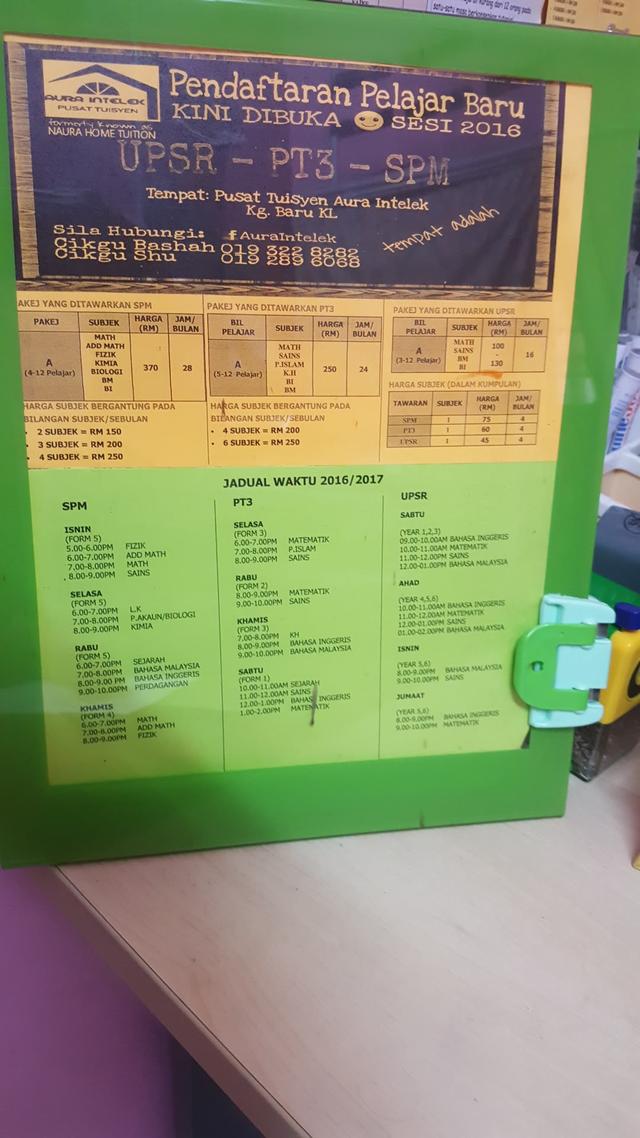 satu-satu masa berkenaan tutorial
AURA INTELEK
PUSAT TUISYEN
formerly known as
NAURA HOME TUITION
Pendaftaran Pelajar Baru
KINI DIBUKA SESI 2016
UPSR - PT3 - SPM
Tempat: Pusat Tuisyen Aura Intelek
Kg. Baru KL
Sila Hubungi: fAuraIntelek
Cikgu Bashah 019 322 8282
Cikgu Shu 019 289 6068
tempat adalah
PAKEJ YANG DITAWARKAN SPM
PAKEJ SUBJEK HARGA (RM) JAM/BULAN
A
(4-12 Pelajar)
MATH
ADD MATH
FIZIK
KIMIA
BIOLOGI
BM
BI
370 28
HARGA SUBJEK BERGANTUNG PADA
BILANGAN SUBJEK/SEBULAN
• 2 SUBJEK = RM 150
• 3 SUBJEK = RM 200
• 4 SUBJEK = RM 250
PAKEJ YANG DITAWARKAN PT3
BIL PELAJAR SUBJEK HARGA (RM) JAM/BULAN
A
(5-12 Pelajar)
MATH
SAINS
P.ISLAM
K.H
BI
BM
250 24
HARGA SUBJEK BERGANTUNG PADA
BILANGAN SUBJEK/SEBULAN
• 4 SUBJEK = RM 200
• 6 SUBJEK = RM 250
PAKEJ YANG DITAWARKAN UPSR
BIL PELAJAR SUBJEK HARGA (RM) JAM/BULAN
A
(3-12 Pelajar)
MATH
SAINS
BM
BI
100
-
130
16
HARGA SUBJEK (DALAM KUMPULAN)
TAWARAN SUBJEK HARGA (RM) JAM/BULAN
SPM 1 75 4
PT3 1 60 4
UPSR 1 45 4
JADUAL WAKTU 2016/2017
SPM
ISNIN
(FORM 5)
5.00-6.00PM FIZIK
6.00-7.00PM ADD MATH
7.00-8.00PM MATH
8.00-9.00PM SAINS
SELASA
(FORM 5)
6.00-7.00PM L.K
7.00-8.00PM P.AKAUN/BIOLOGI
8.00-9.00PM KIMIA
RABU
(FORM 5)
6.00-7.00PM SEJARAH
7.00-8.00PM BAHASA MALAYSIA
8.00-9.00 PM BAHASA INGGERIS
9.00-10.00PM PERDAGANGAN
KHAMIS
(FORM 4)
6.00-7.00PM MATH
7.00-8.00PM ADD MATH
8.00-9.00PM FIZIK
PT3
SELASA
(FORM 3)
6.00-7.00PM MATEMATIK
7.00-8.00PM P.ISLAM
8.00-9.00PM SAINS
RABU
(FORM 2)
8.00-9.00PM MATEMATIK
9.00-10.00PM SAINS
KHAMIS
(FORM 3)
7.00-8.00PM KH
8.00-9.00PM BAHASA INGGERIS
9.00-10.00PM BAHASA MALAYSIA
SABTU
(FORM 1)
10.00-11.00AM SEJARAH
11.00-12.00AM SAINS
12.00-1.00PM BAHASA INGGERIS
1.00-2.00PM MATEMATIK
UPSR
SABTU
(YEAR 1,2,3)
09.00-10.00AM BAHASA INGGERIS
10.00-11.00AM MATEMATIK
11.00-12.00PM SAINS
12.00-01.00PM BAHASA MALAYSIA
AHAD
(YEAR 4,5,6)
10.00-11.00AM BAHASA INGGERIS
11.00-12.00AM MATEMATIK
12.00-01.00PM SAINS
01.00-02.00PM BAHASA MALAYSIA
ISNIN
(YEAR 5,6)
8.00-9.00PM BAHASA MALAYSIA
9.00-10.00PM SAINS
JUMAAT
(YEAR 5,6)
8.00-9.00PM BAHASA INGGERIS
9.00-10.00PM MATEMATIK